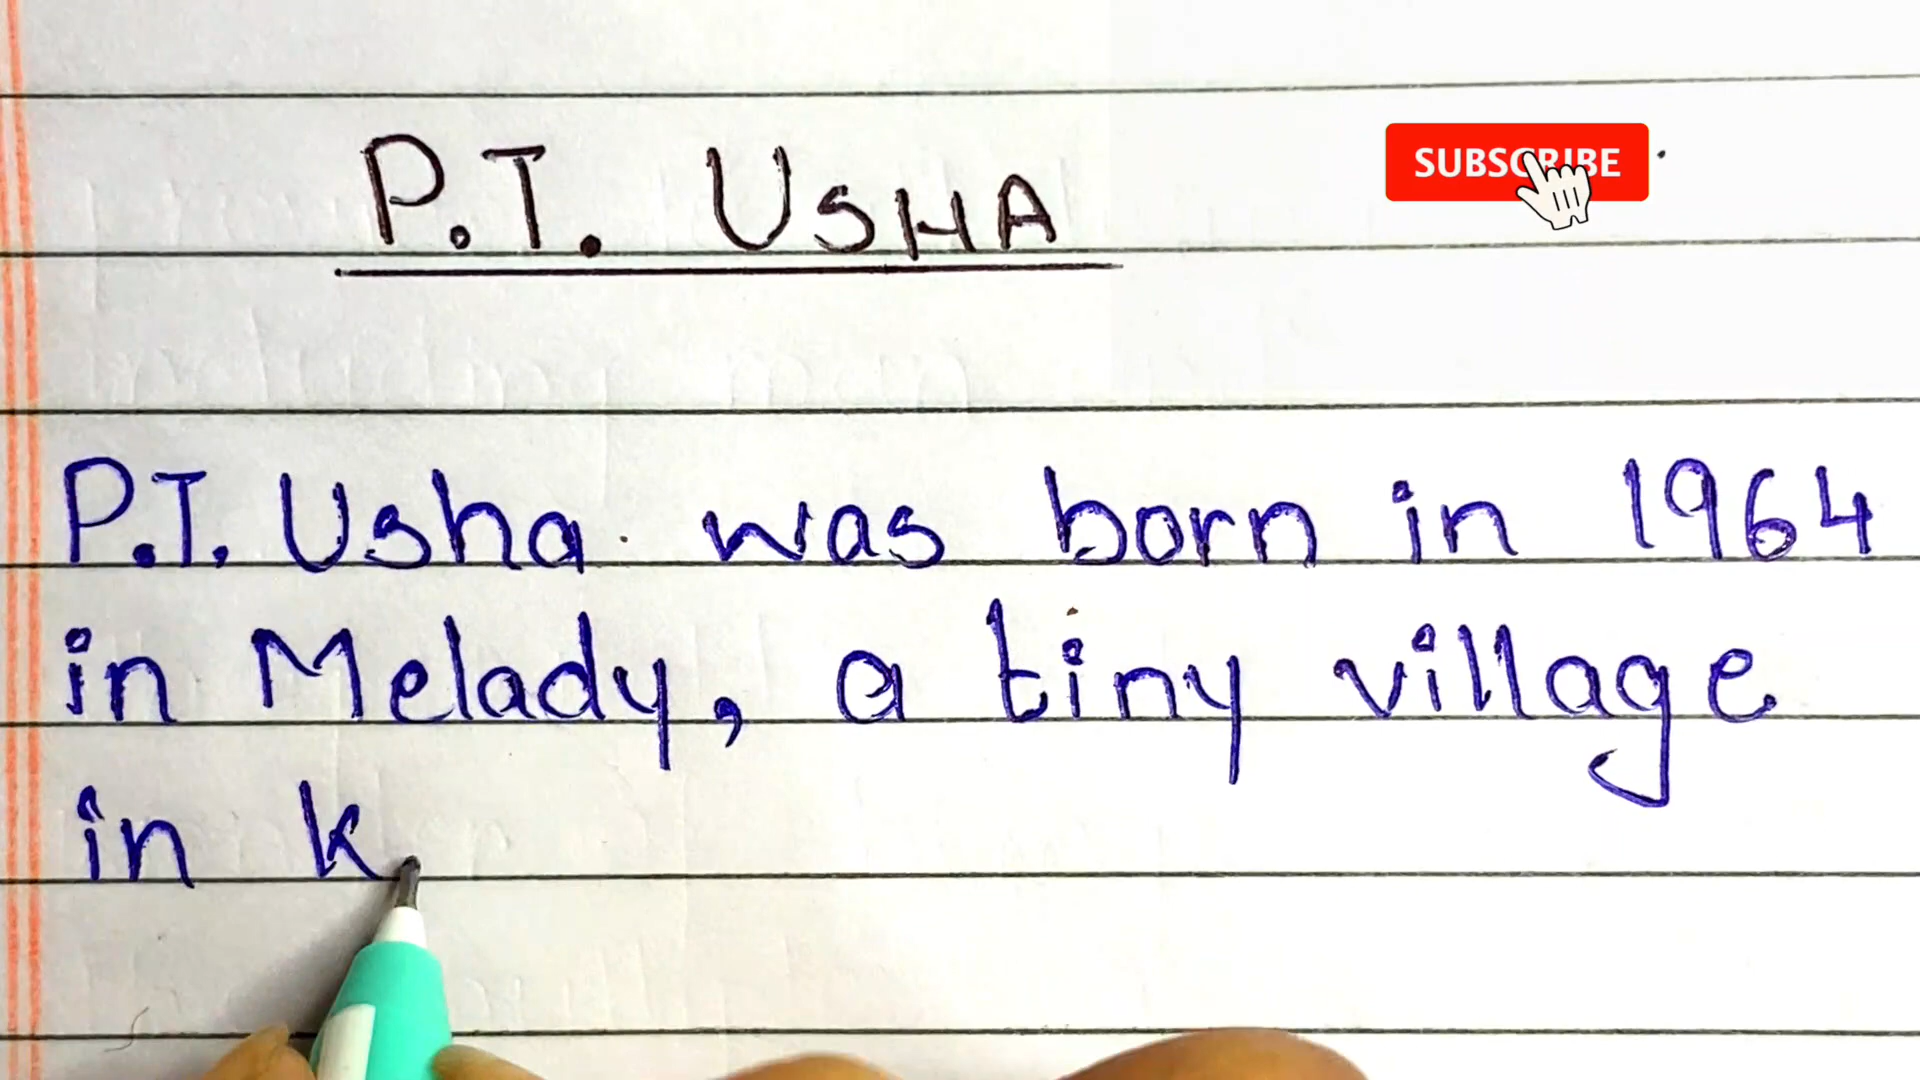 P.T. USHA
SUBSCRIBE
P.T. Usha was born in 1964
in Melady, a tiny village
in k